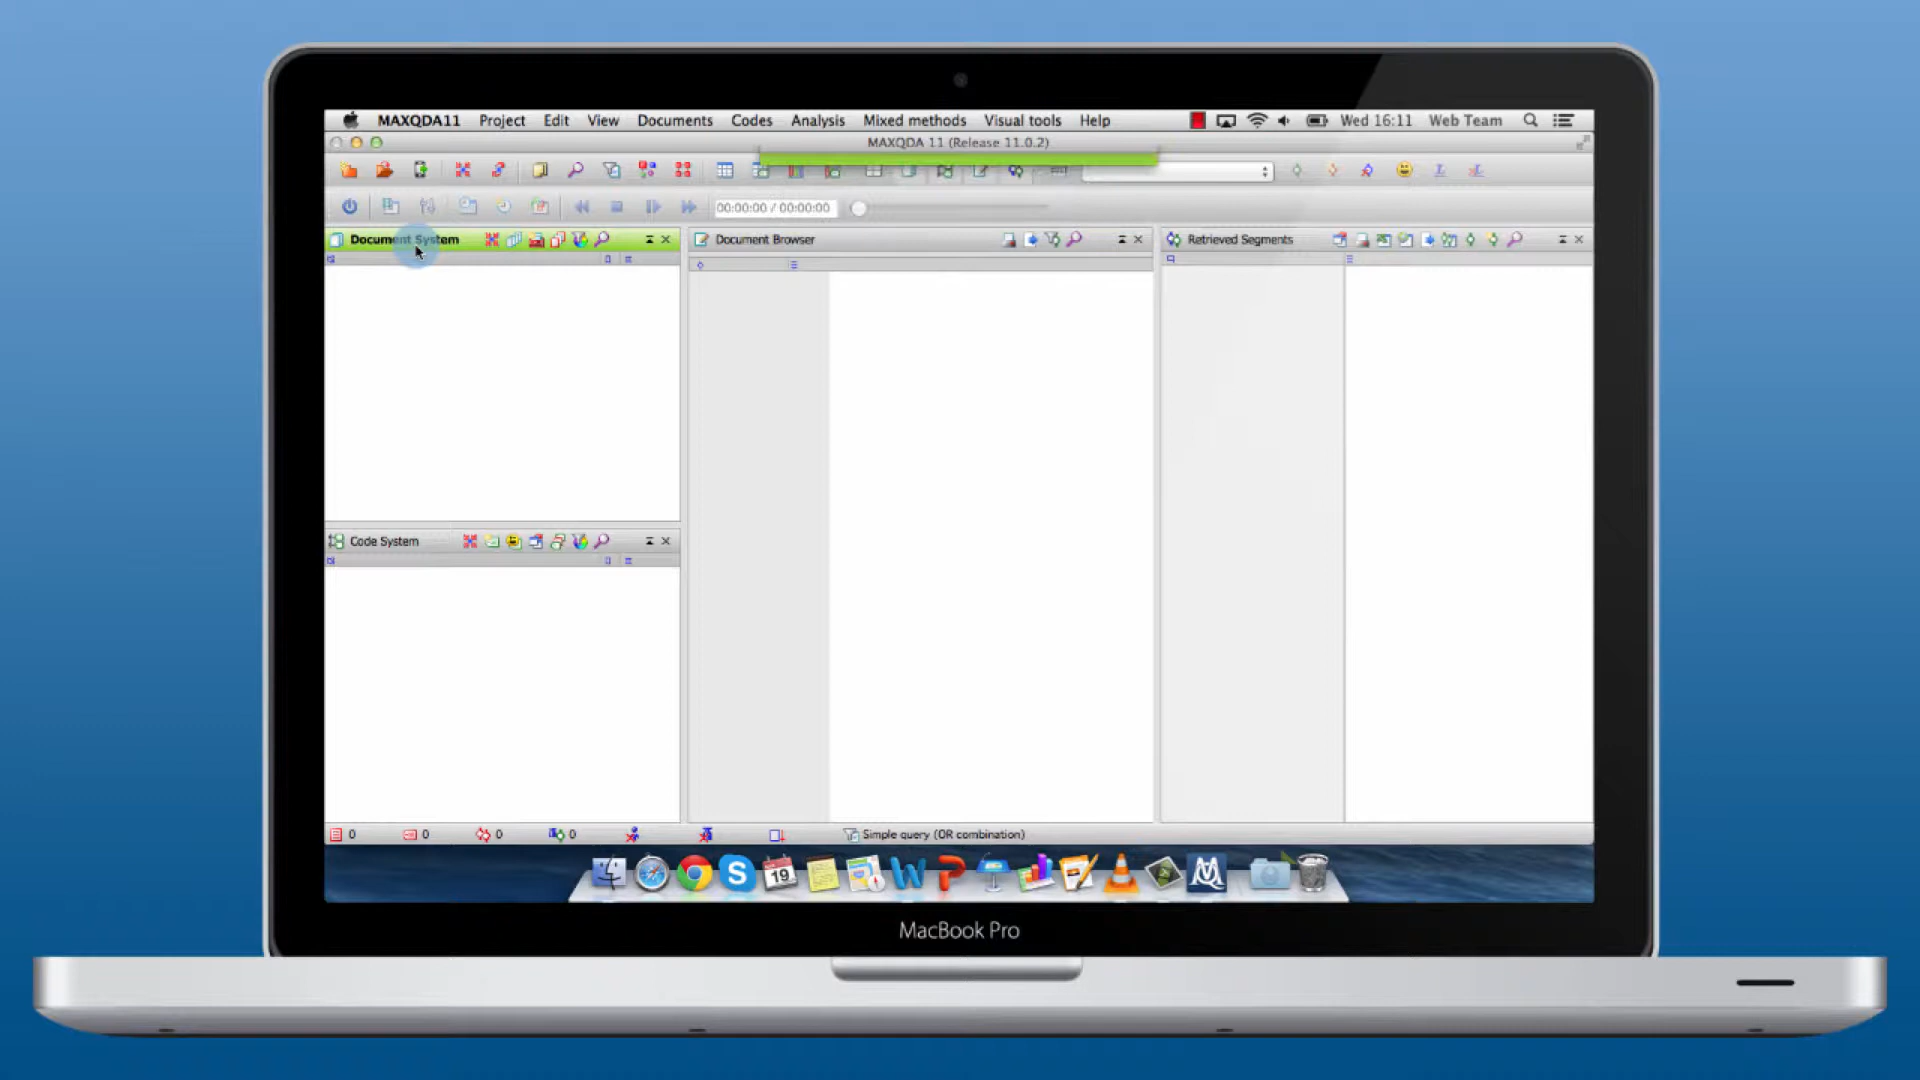 MAXQDA11 Project Edit View Documents Codes Analysis Mixed methods Visual tools Help Wed 16:11 Web Team
MAXQDA 11 (Release 11.0.2)
00:00:00 / 00:00:00
Document System
Document Browser
Retrieved Segments
Code System
0 0 0 0 Simple query (OR combination)
19
MacBook Pro